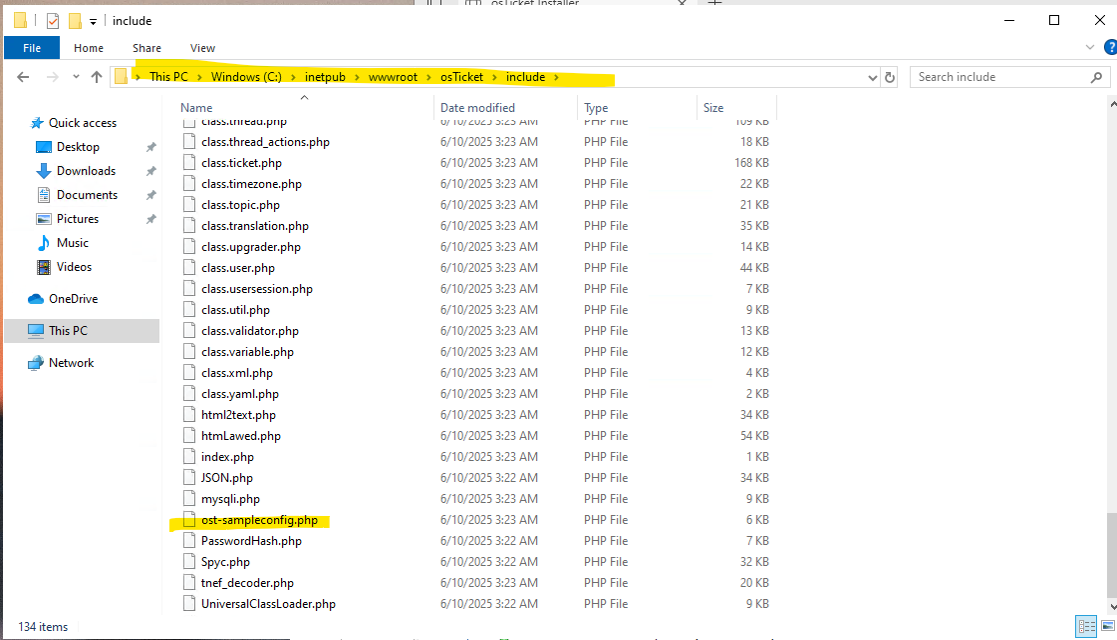 osTicket Installer
include
File Home Share View
This PC Windows (C:) inetpub wwwroot osTicket include
Search include
Name Date modified Type Size
Quick access
Desktop
Downloads
Documents
Pictures
Music
Videos
OneDrive
This PC
Network
class.thread.php 6/10/2025 3:23 AM PHP File 109 KB
class.thread_actions.php 6/10/2025 3:23 AM PHP File 18 KB
class.ticket.php 6/10/2025 3:23 AM PHP File 168 KB
class.timezone.php 6/10/2025 3:23 AM PHP File 22 KB
class.topic.php 6/10/2025 3:23 AM PHP File 21 KB
class.translation.php 6/10/2025 3:23 AM PHP File 35 KB
class.upgrader.php 6/10/2025 3:23 AM PHP File 14 KB
class.user.php 6/10/2025 3:23 AM PHP File 44 KB
class.usersession.php 6/10/2025 3:23 AM PHP File 7 KB
class.util.php 6/10/2025 3:23 AM PHP File 9 KB
class.validator.php 6/10/2025 3:23 AM PHP File 13 KB
class.variable.php 6/10/2025 3:23 AM PHP File 12 KB
class.xml.php 6/10/2025 3:23 AM PHP File 4 KB
class.yaml.php 6/10/2025 3:23 AM PHP File 2 KB
html2text.php 6/10/2025 3:23 AM PHP File 34 KB
htmLawed.php 6/10/2025 3:23 AM PHP File 54 KB
index.php 6/10/2025 3:23 AM PHP File 1 KB
JSON.php 6/10/2025 3:22 AM PHP File 34 KB
mysqli.php 6/10/2025 3:23 AM PHP File 9 KB
ost-sampleconfig.php 6/10/2025 3:23 AM PHP File 6 KB
PasswordHash.php 6/10/2025 3:22 AM PHP File 7 KB
Spyc.php 6/10/2025 3:22 AM PHP File 32 KB
tnef_decoder.php 6/10/2025 3:23 AM PHP File 20 KB
UniversalClassLoader.php 6/10/2025 3:22 AM PHP File 9 KB
134 items